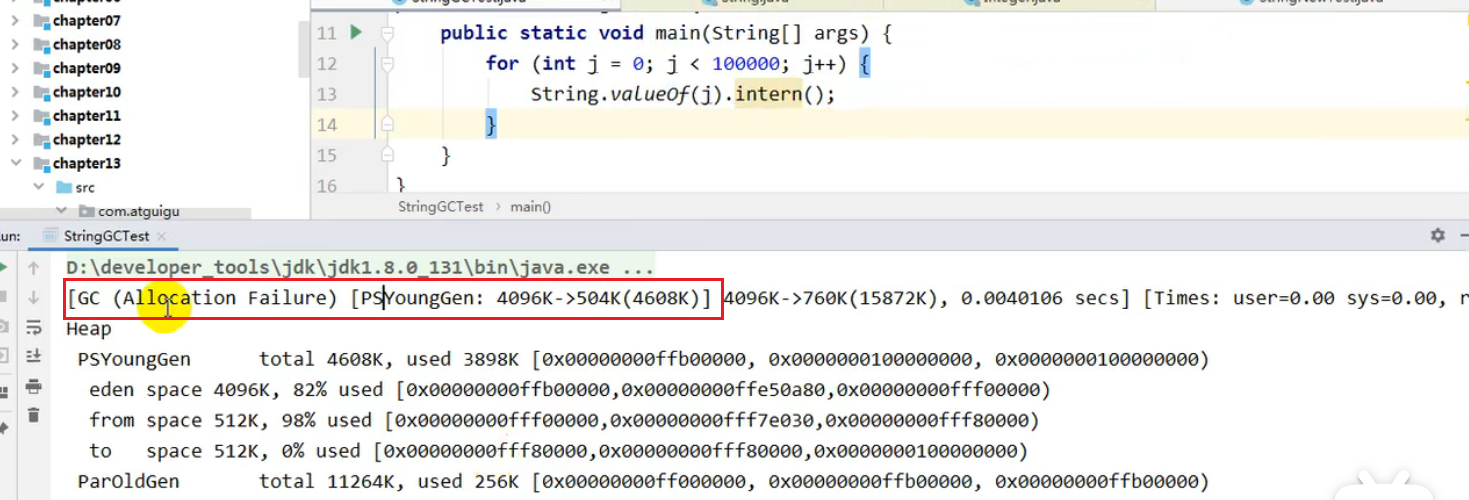 chapter07
chapter08
chapter09
chapter10
chapter11
chapter12
chapter13
src
com.atguigu
11 public static void main(String[] args) {
12 for (int j = 0; j < 100000; j++) {
13 String.valueOf(j).intern();
14 }
15 }
16 }
StringGCTest > main()
un: StringGCTest ×
D:\developer_tools\jdk\jdk1.8.0_131\bin\java.exe ...
[GC (Allocation Failure) [PSYoungGen: 4096K->504K(4608K)] 4096K->760K(15872K), 0.0040106 secs] [Times: user=0.00 sys=0.00, r
Heap
PSYoungGen total 4608K, used 3898K [0x00000000ffb00000, 0x0000000100000000, 0x0000000100000000)
eden space 4096K, 82% used [0x00000000ffb00000,0x00000000ffe50a80,0x00000000fff00000)
from space 512K, 98% used [0x00000000fff00000,0x00000000fff7e030,0x00000000fff80000)
to space 512K, 0% used [0x00000000fff80000,0x00000000fff80000,0x0000000100000000)
ParOldGen total 11264K, used 256K [0x00000000ff000000, 0x00000000ffb00000, 0x00000000ffb00000)